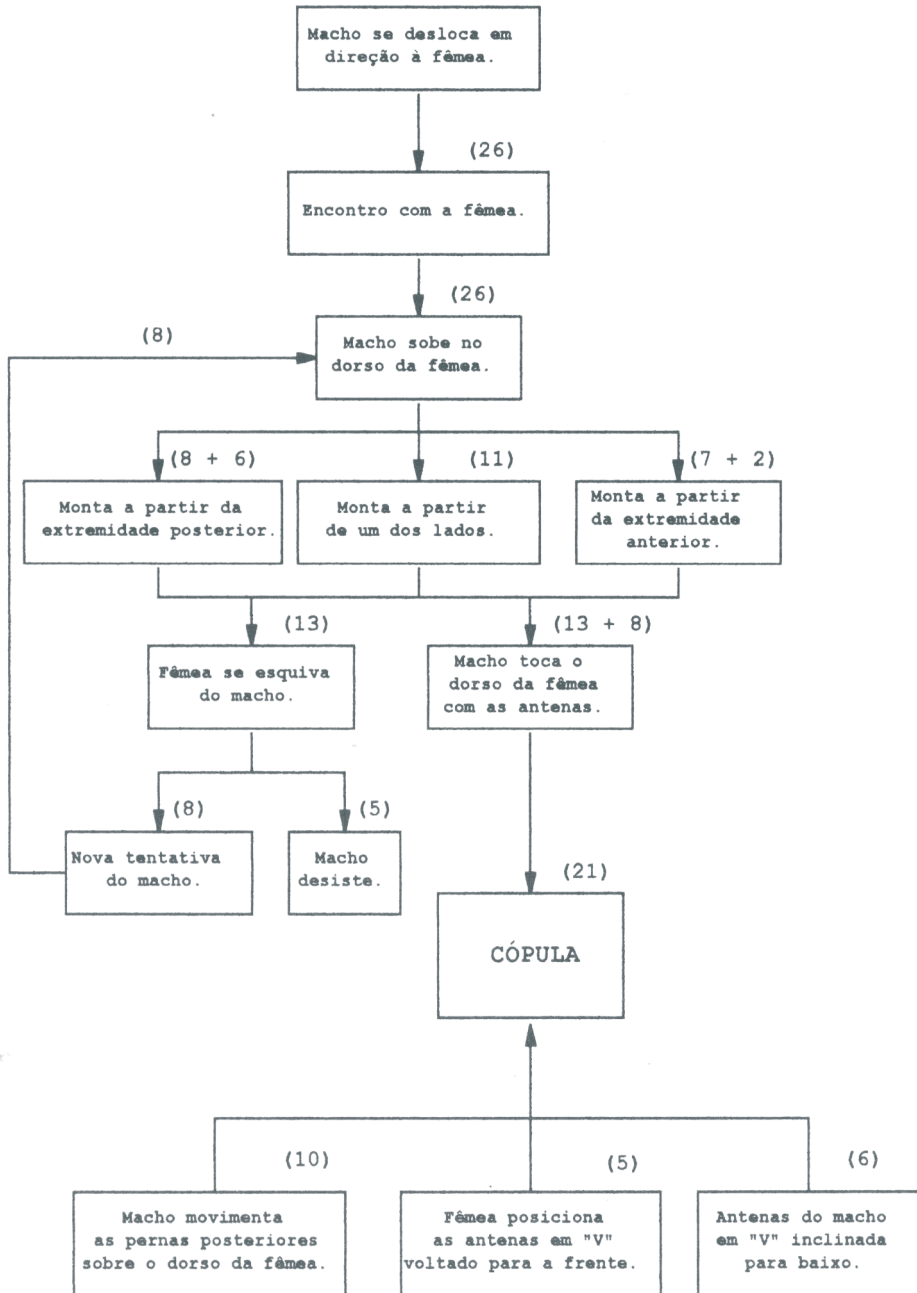 Macho se desloca em
direção à fêmea.
(26)
Encontro com a fêmea.
(26)
(8)
Macho sobe no
dorso da fêmea.
(8 + 6)
(11)
(7 + 2)
Monta a partir da
extremidade posterior.
Monta a partir
de um dos lados.
Monta a partir
da extremidade
anterior.
(13)
(13 + 8)
Fêmea se esquiva
do macho.
Macho toca o
dorso da fêmea
com as antenas.
(8)
(5)
Nova tentativa
do macho.
Macho
desiste.
(21)
CÓPULA
(10)
(5)
(6)
Macho movimenta
as pernas posteriores
sobre o dorso da fêmea.
Fêmea posiciona
as antenas em "V"
voltado para a frente.
Antenas do macho
em "V" inclinada
para baixo.